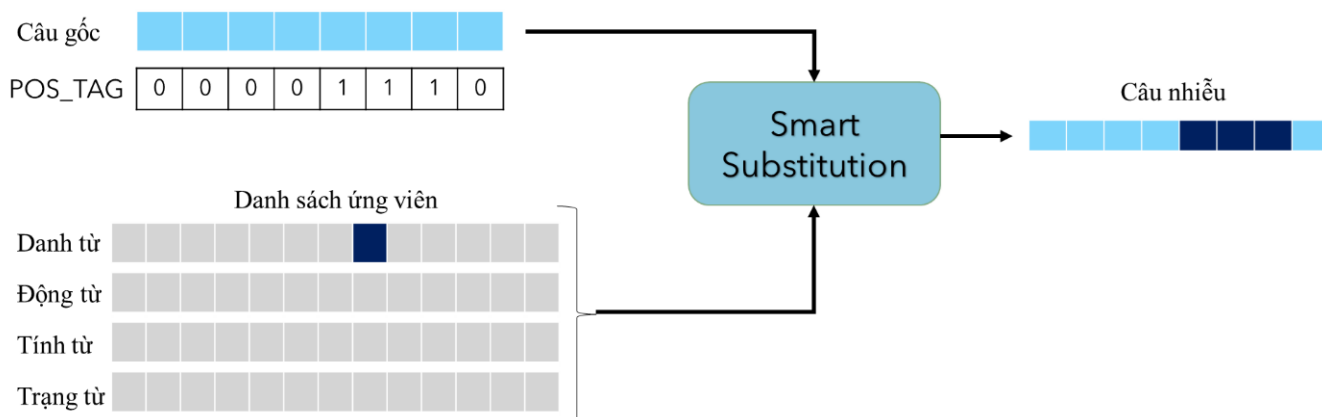 Câu gốc
POS_TAG 0 0 0 0 1 1 1 0
Smart
Substitution
Câu nhiễu
Danh sách ứng viên
Danh từ
Động từ
Tính từ
Trạng từ